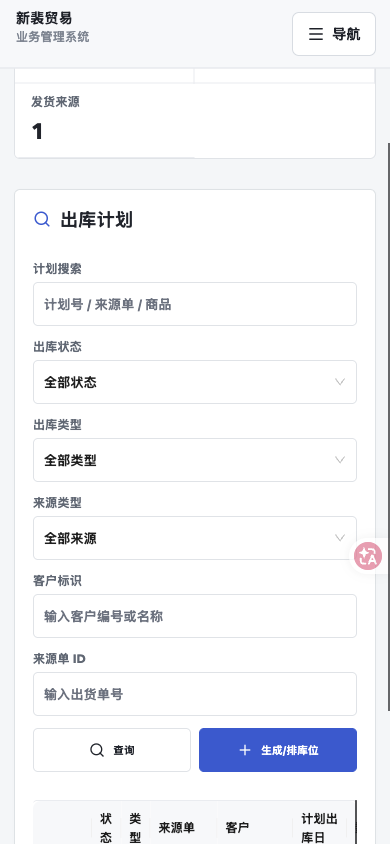 新裴贸易
业务管理系统
导航
发货来源
1
出库计划
计划搜索
计划号 / 来源单 / 商品
出库状态
全部状态
出库类型
全部类型
来源类型
全部来源
客户标识
输入客户编号或名称
来源单 ID
输入出货单号
查询
生成/排库位
状态
类型
来源单
客户
计划出库日